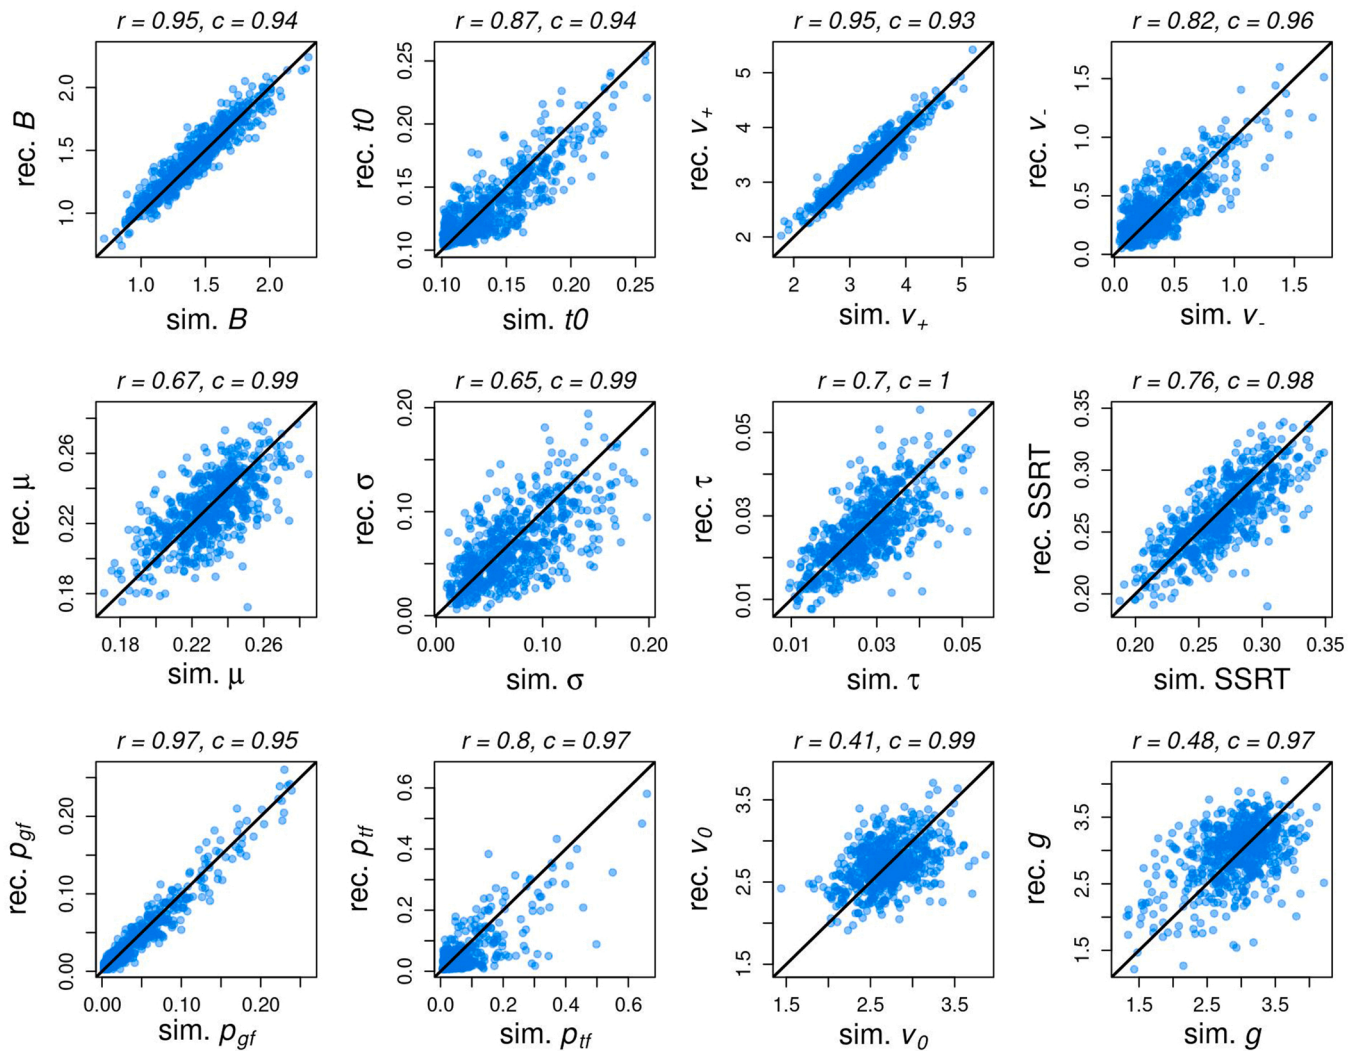 r = 0.95, c = 0.94
r = 0.87, c = 0.94
r = 0.95, c = 0.93
r = 0.82, c = 0.96
rec. B
1.0 1.5 2.0
1.0 1.5 2.0
sim. B
rec. t0
0.10 0.15 0.20 0.25
0.10 0.15 0.20 0.25
sim. t0
rec. v+
2 3 4 5
2 3 4 5
sim. v+
rec. v-
0.0 0.5 1.0 1.5
0.0 0.5 1.0 1.5
sim. v-
r = 0.67, c = 0.99
r = 0.65, c = 0.99
r = 0.7, c = 1
r = 0.76, c = 0.98
rec. μ
0.18 0.22 0.26
0.18 0.22 0.26
sim. μ
rec. σ
0.00 0.10 0.20
0.00 0.05 0.10 0.15 0.20
sim. σ
rec. τ
0.01 0.03 0.05
0.01 0.03 0.05
sim. τ
rec. SSRT
0.20 0.25 0.30 0.35
0.20 0.25 0.30 0.35
sim. SSRT
r = 0.97, c = 0.95
r = 0.8, c = 0.97
r = 0.41, c = 0.99
r = 0.48, c = 0.97
rec. pgf
0.00 0.10 0.20
0.00 0.10 0.20
sim. pgf
rec. ptf
0.0 0.2 0.4 0.6
0.0 0.2 0.4 0.6
sim. ptf
rec. v0
1.5 2.5 3.5
1.5 2.5 3.5
sim. v0
rec. g
1.5 2.5 3.5
1.5 2.5 3.5
sim. g